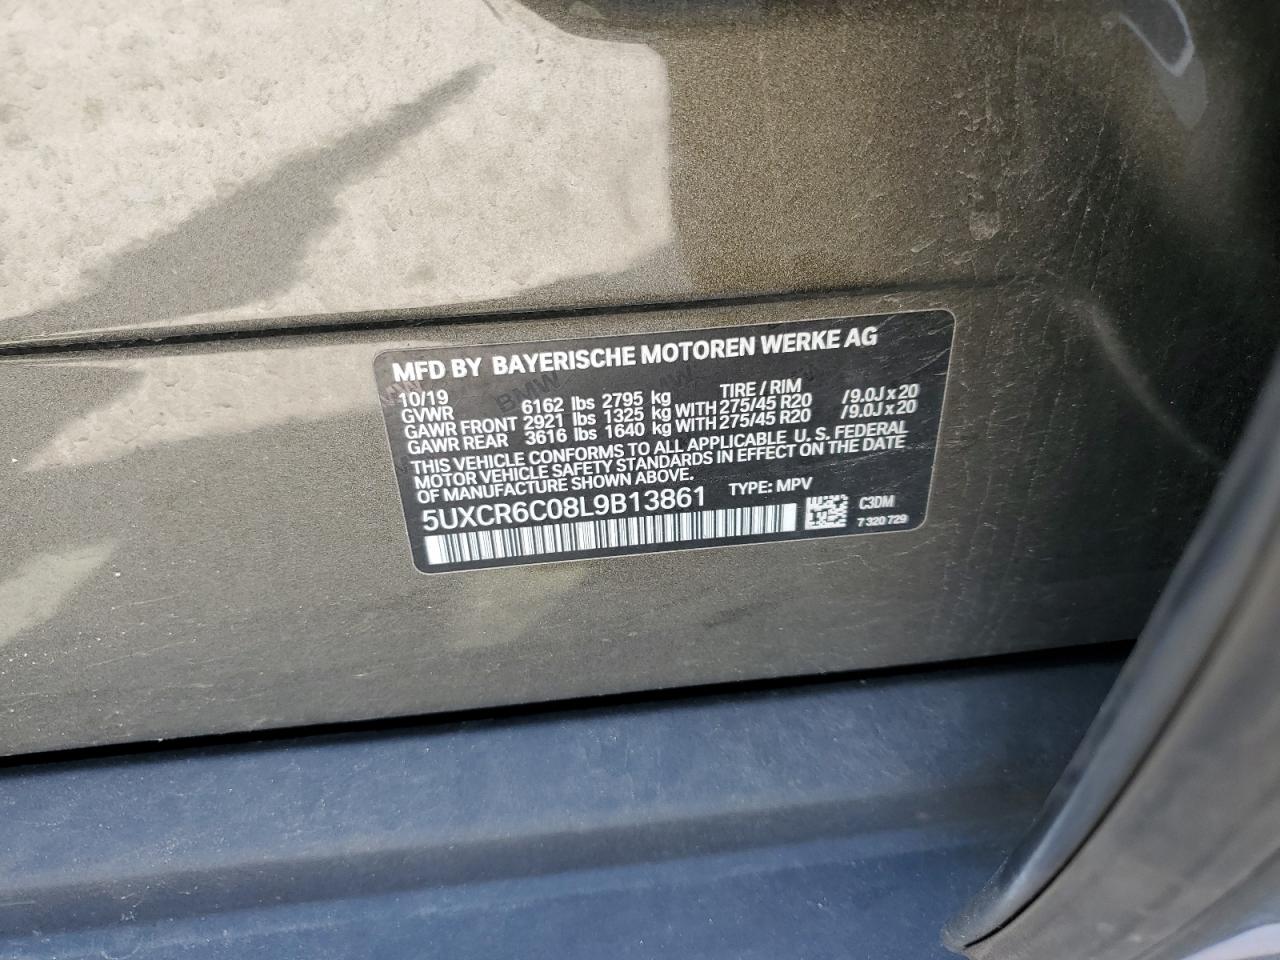 MFD BY BAYERISCHE MOTOREN WERKE AG
10/19 TIRE / RIM
GVWR 6162 lbs 2795 kg
GAWR FRONT 2921 lbs 1325 kg WITH 275/45 R20 /9.0J x 20
GAWR REAR 3616 lbs 1640 kg WITH 275/45 R20 /9.0J x 20
THIS VEHICLE CONFORMS TO ALL APPLICABLE U. S. FEDERAL
MOTOR VEHICLE SAFETY STANDARDS IN EFFECT ON THE DATE
OF MANUFACTURE SHOWN ABOVE.
5UXCR6C08L9B13861 TYPE: MPV
C3DM
7 320 729